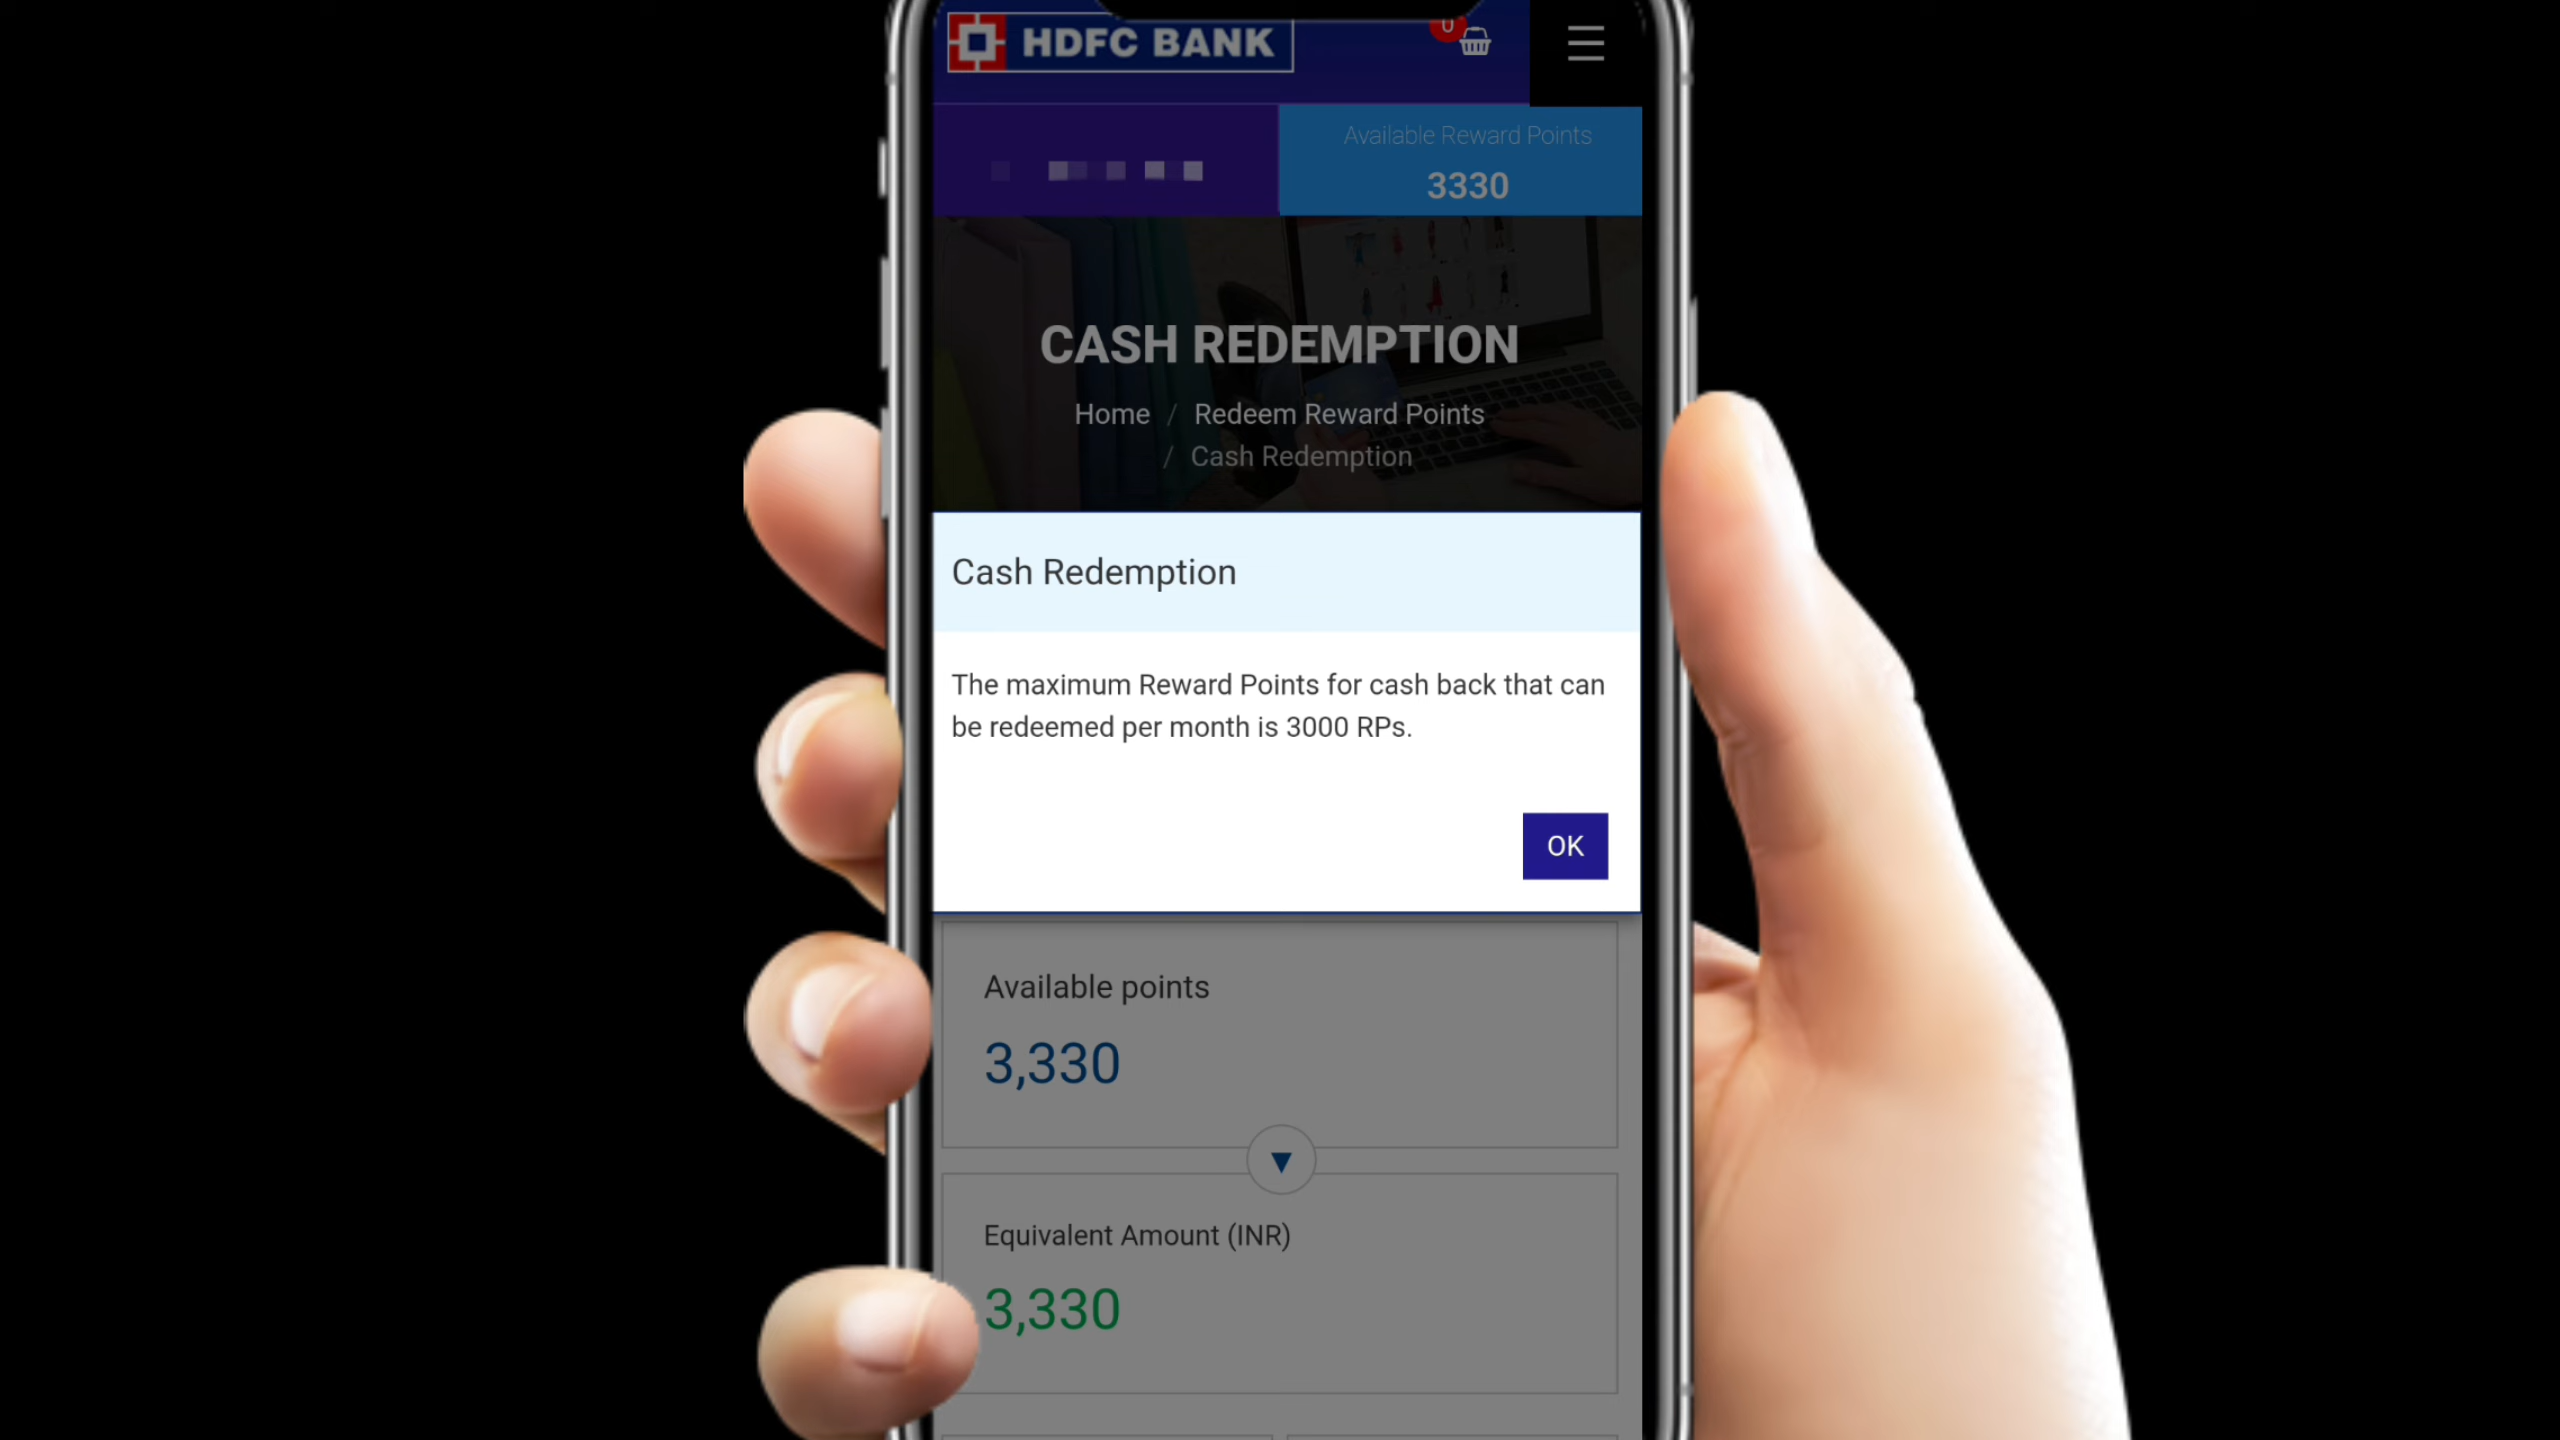 HDFC BANK
0
Available Reward Points
3330
CASH REDEMPTION
Home / Redeem Reward Points
/ Cash Redemption
Cash Redemption
The maximum Reward Points for cash back that can
be redeemed per month is 3000 RPs.
OK
Available points
3,330
Equivalent Amount (INR)
3,330